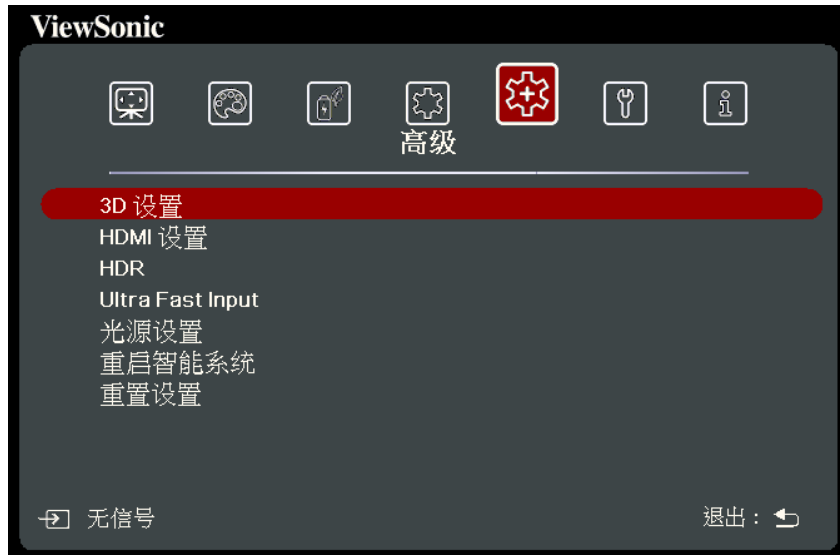 ViewSonic
高级
3D 设置
HDMI 设置
HDR
Ultra Fast Input
光源设置
重启智能系统
重置设置
无信号
退出：